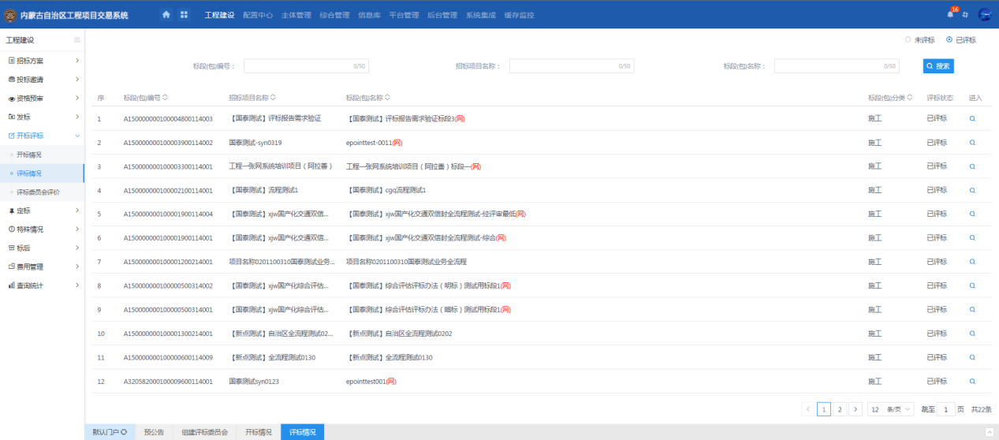 内蒙古自治区工程项目交易系统 工程建设 配置中心 主体管理 综合管理 信息库 平台管理 后台管理 系统集成 缓存监控 16
工程建设
未评标 已评标
招标方案
投标邀请
资格预审
发标
开标评标
开标情况
评标情况
评标委员会评价
定标
特殊情况
标后
费用管理
查询统计
标段(包)编号： 0/50 招标项目名称： 0/50 标段(包)名称： 0/50 搜索
序 标段(包)编号 招标项目名称 标段(包)名称 标段(包)分类 评标状态 进入
1 A150000000100004800114003 【国泰测试】评标报告需求验证 【国泰测试】评标报告需求验证标段3(网) 施工 已评标
2 A150000000100003900114002 国泰测试-syn0319 epointtest-0011(网) 施工 已评标
3 A150000000100003300114001 工程一张网系统培训项目（阿拉善） 工程一张网系统培训项目（阿拉善）标段一(网) 施工 已评标
4 A150000000100002100114001 【国泰测试】流程测试1 【国泰测试】cgq流程测试1 施工 已评标
5 A150000000100001900114004 【国泰测试】xjw国产化交通双信... 【国泰测试】xjw国产化交通双信封全流程测试-经评审最低(网) 施工 已评标
6 A150000000100001900114001 【国泰测试】xjw国产化交通双信... 【国泰测试】xjw国产化交通双信封全流程测试-综合(网) 施工 已评标
7 A150000000100001200214001 项目名称0201100310国泰测试业务... 项目名称0201100310国泰测试业务全流程 施工 已评标
8 A150000000100000500314002 【国泰测试】xjw国产化综合评估... 【国泰测试】综合评估评标办法（明标）测试用标段1(网) 施工 已评标
9 A150000000100000500314001 【国泰测试】xjw国产化综合评估... 【国泰测试】综合评估评标办法（暗标）测试用标段1(网) 施工 已评标
10 A150000000100001300214001 【新点测试】自治区全流程测试02... 【新点测试】自治区全流程测试0202 施工 已评标
11 A150000000100000600114009 【新点测试】全流程测试0130 【新点测试】全流程测试0130 施工 已评标
12 A320582000100009600114001 国泰测试syn0123 epointtest001(网) 施工 已评标
1 2 12 条/页 跳至 1 页 共22条
默认门户 预公告 组建评标委员会 开标情况 评标情况